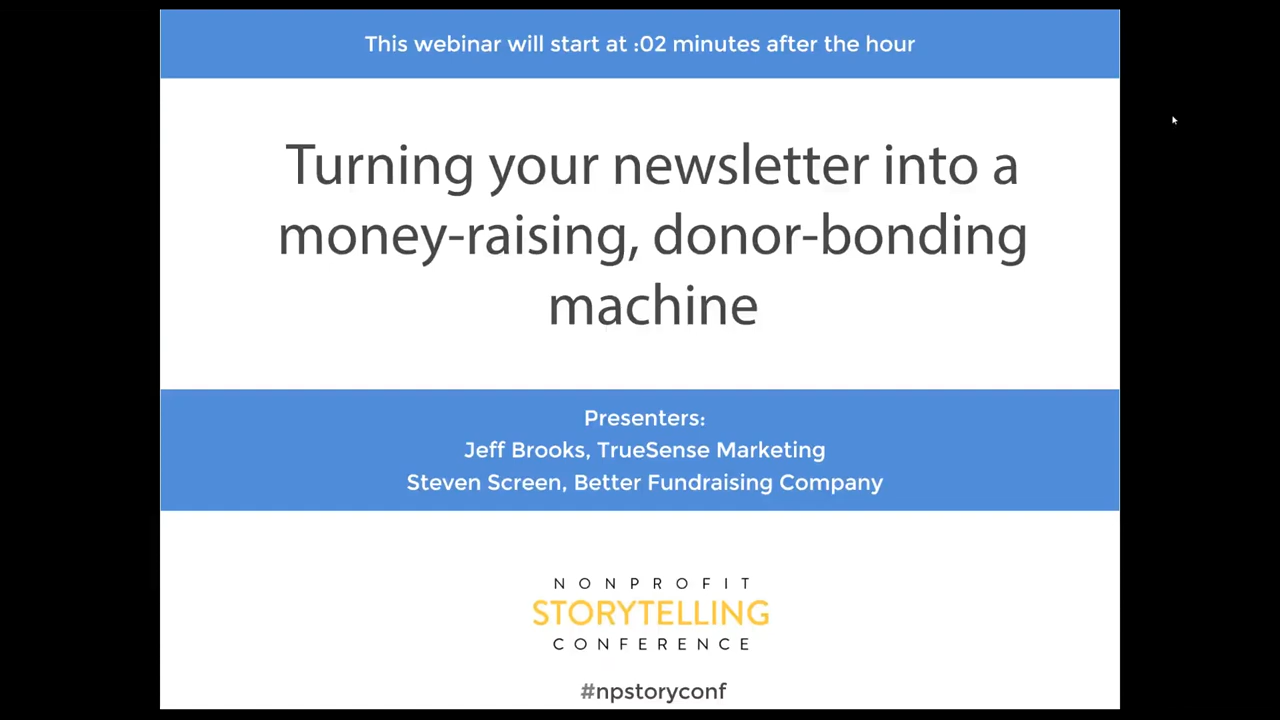 This webinar will start at :02 minutes after the hour
Turning your newsletter into a
money-raising, donor-bonding
machine
Presenters:
Jeff Brooks, TrueSense Marketing
Steven Screen, Better Fundraising Company
NONPROFIT
STORYTELLING
CONFERENCE
#npstoryconf